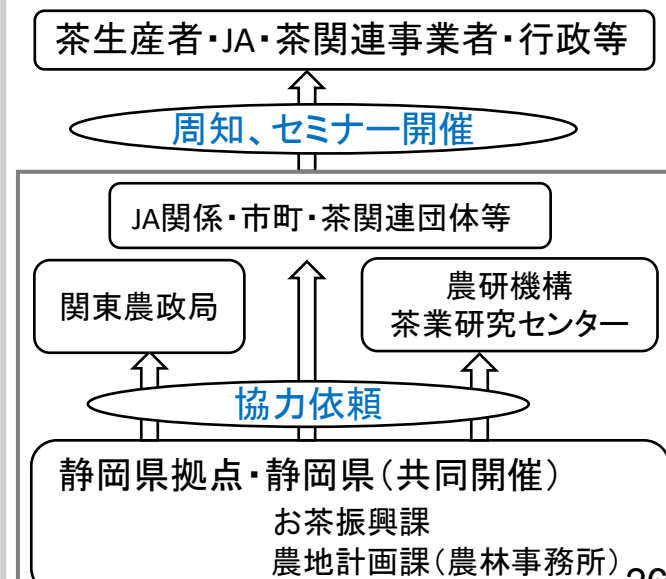 茶生産者・JA・茶関連事業者・行政等
周知、セミナー開催
JA関係・市町・茶関連団体等
関東農政局
農研機構
茶業研究センター
協力依頼
静岡県拠点・静岡県（共同開催）
お茶振興課
農地計画課（農林事務所）